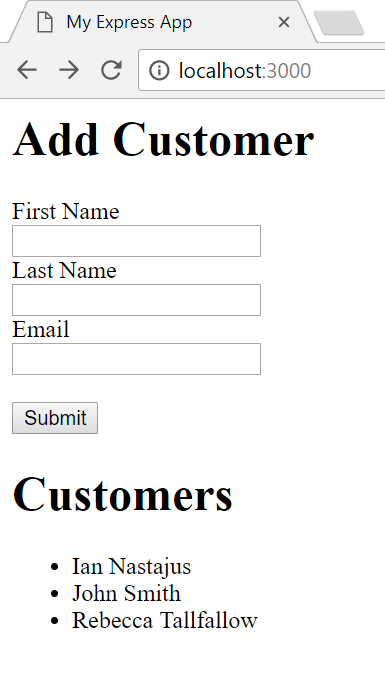 My Express App
localhost:3000
Add Customer
First Name
Last Name
Email
Submit
Customers
Ian Nastajus
John Smith
Rebecca Tallfallow